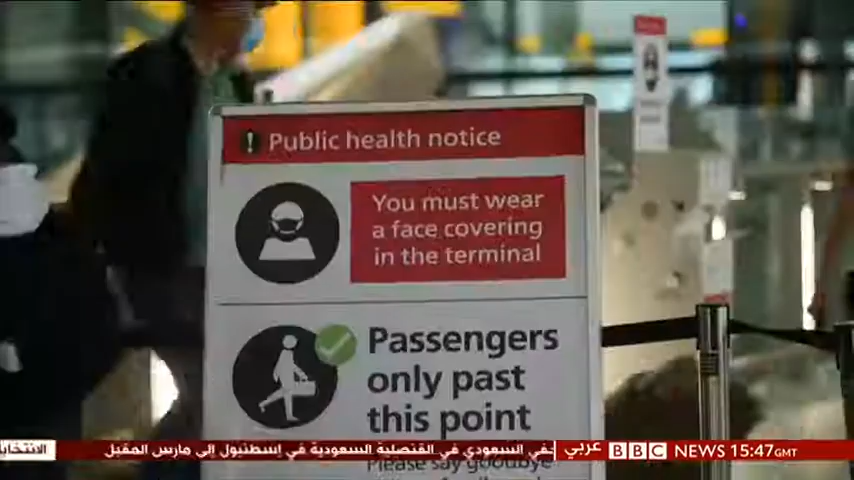 Public health notice
You must wear
a face covering
in the terminal
Passengers
only past
this point
Please say goodbye
في السعودي في القنصلية السعودية في إسطنبول إلى مارس المقبل
عربي BBC NEWS 15:47GMT